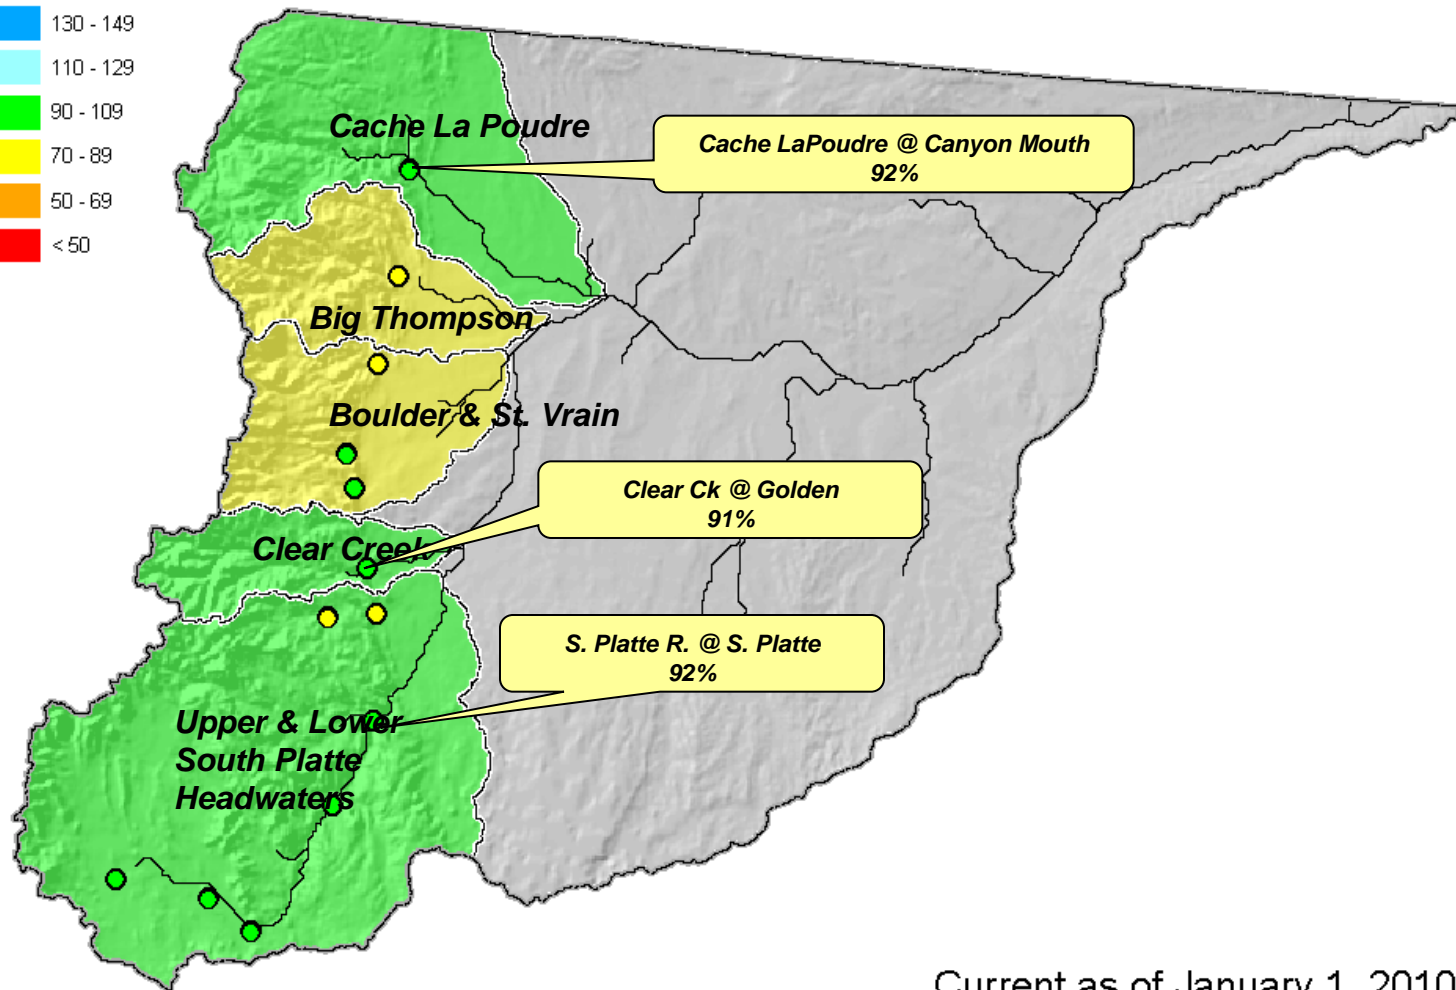 130 - 149
110 - 129
90 - 109
70 - 89
50 - 69
< 50
Cache La Poudre
Cache LaPoudre @ Canyon Mouth
92%
Big Thompson
Boulder & St. Vrain
Clear Ck @ Golden
91%
Clear Creek
S. Platte R. @ S. Platte
92%
Upper & Lower
South Platte
Headwaters
Current as of January 1, 2010